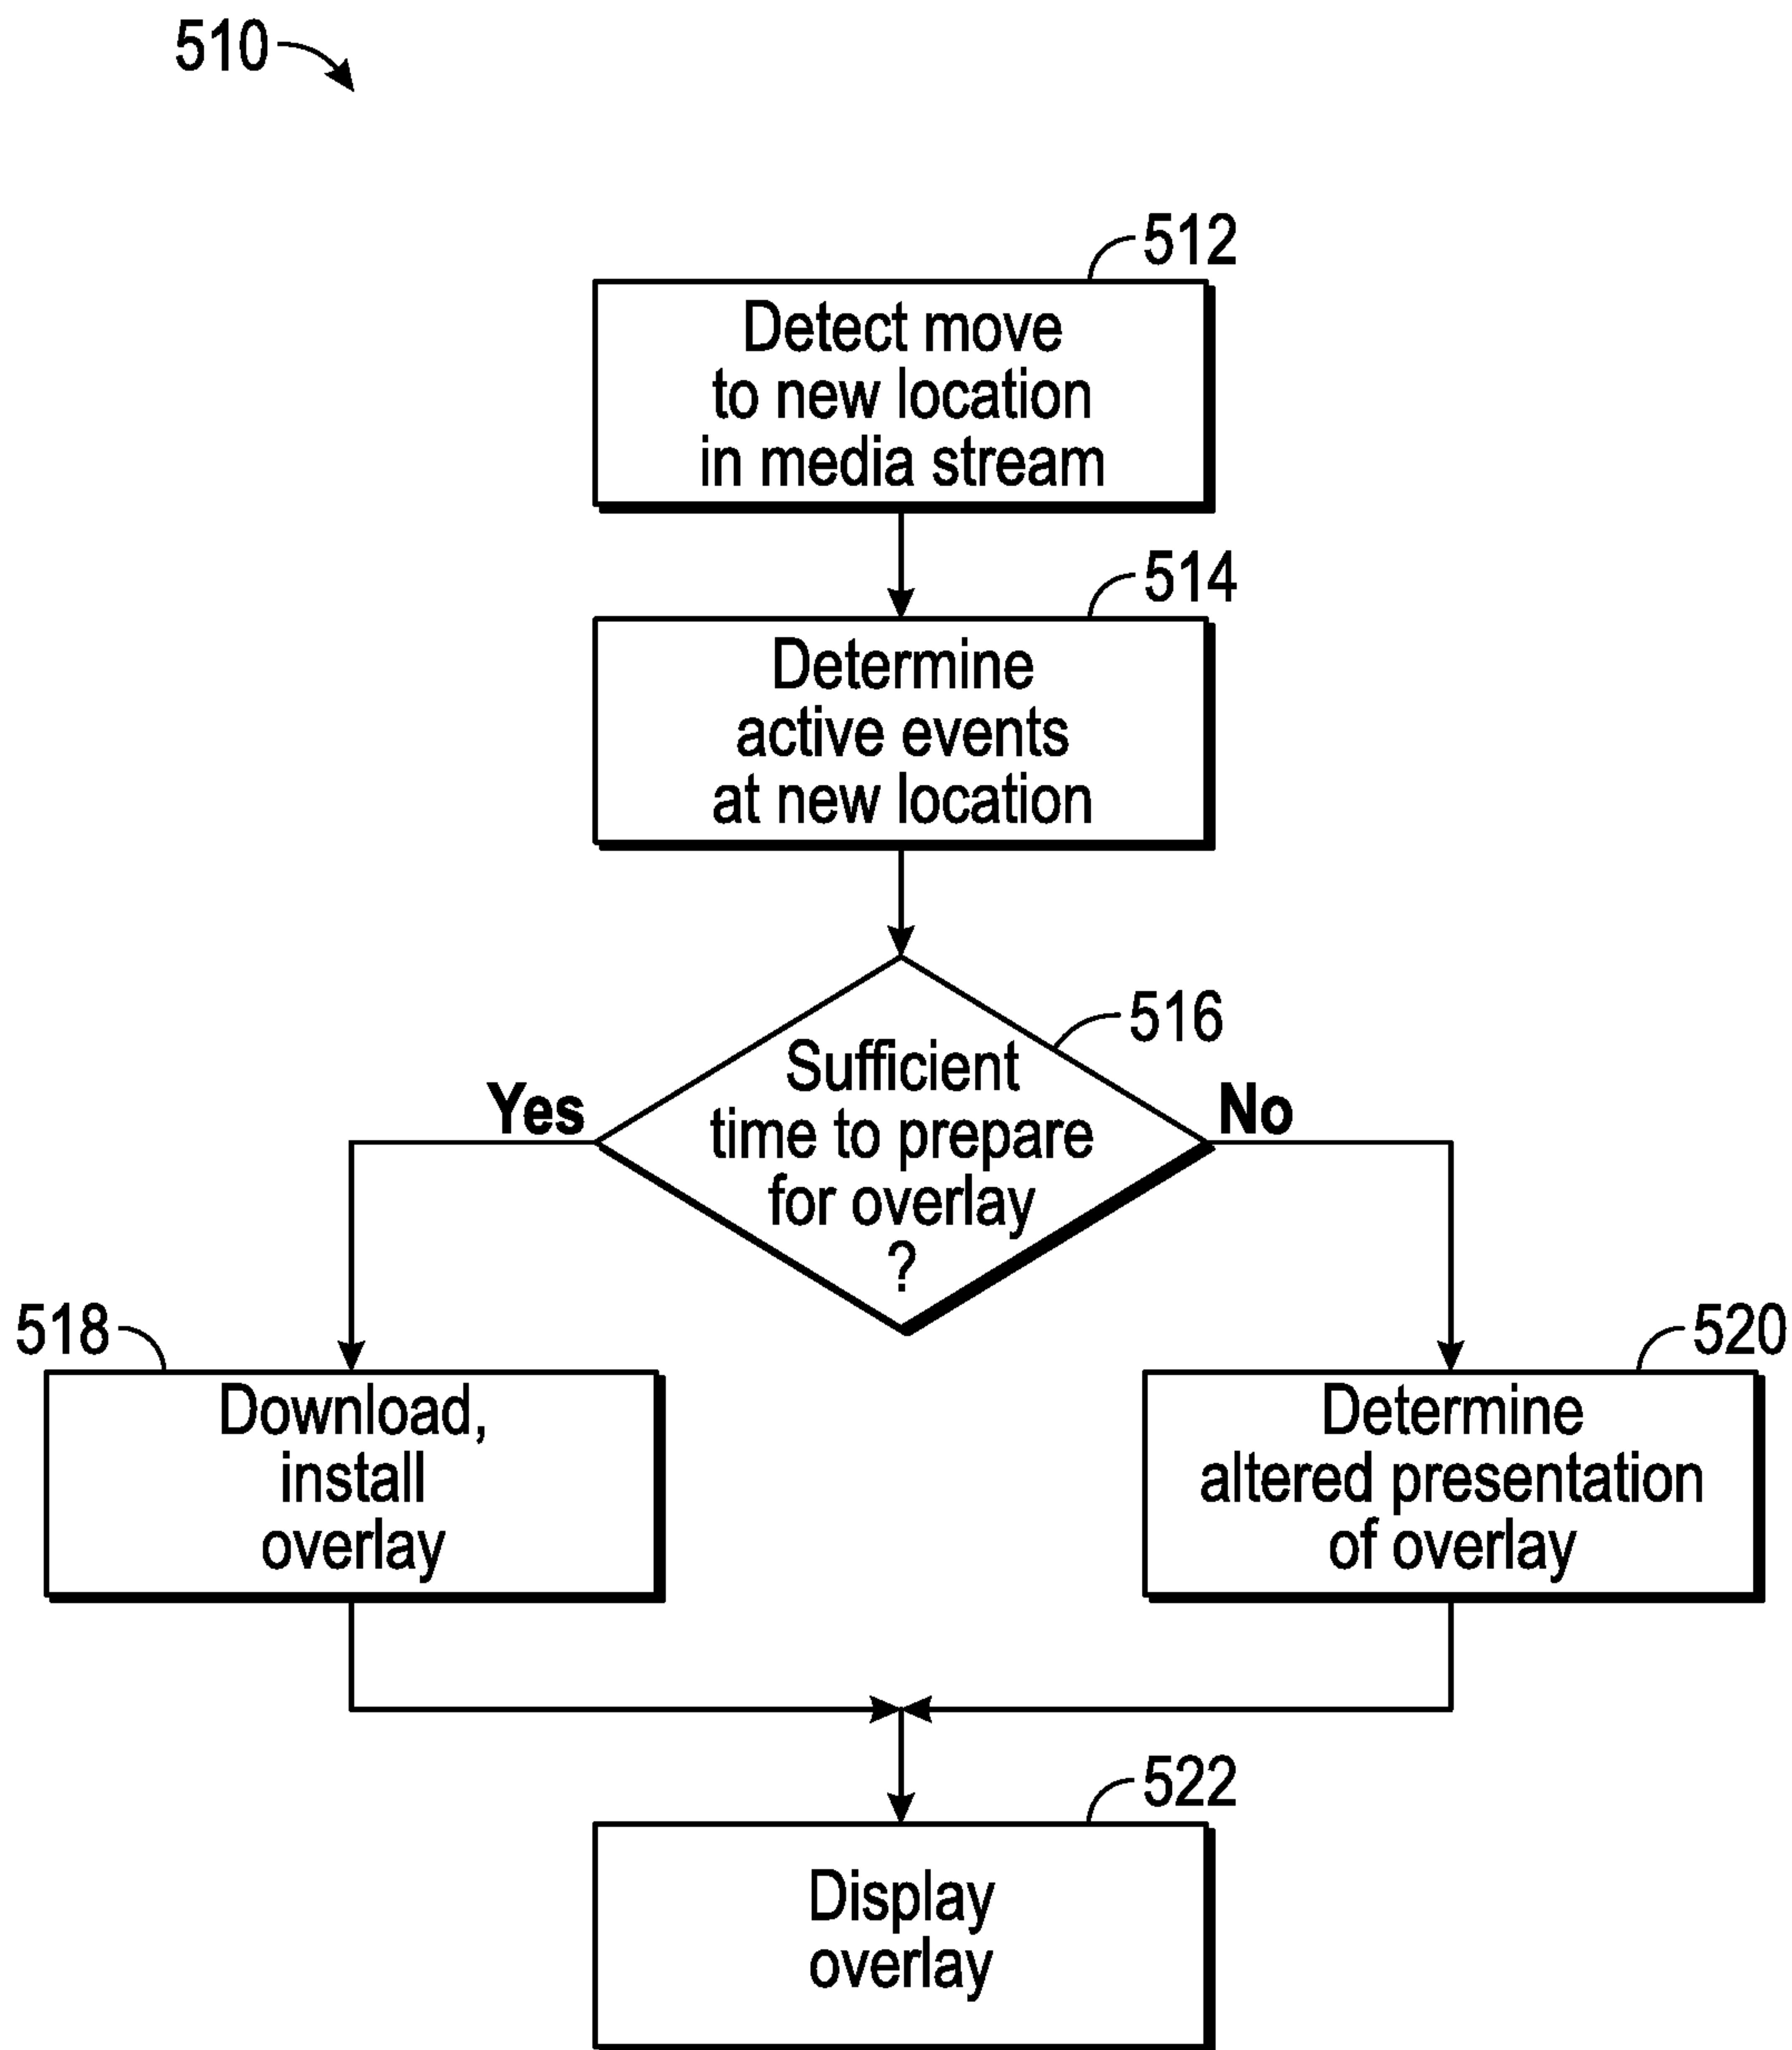 510
512
Detect move
to new location
in media stream
514
Determine
active events
at new location
516
Sufficient
time to prepare
for overlay
?
Yes
No
518
Download,
install
overlay
520
Determine
altered presentation
of overlay
522
Display
overlay